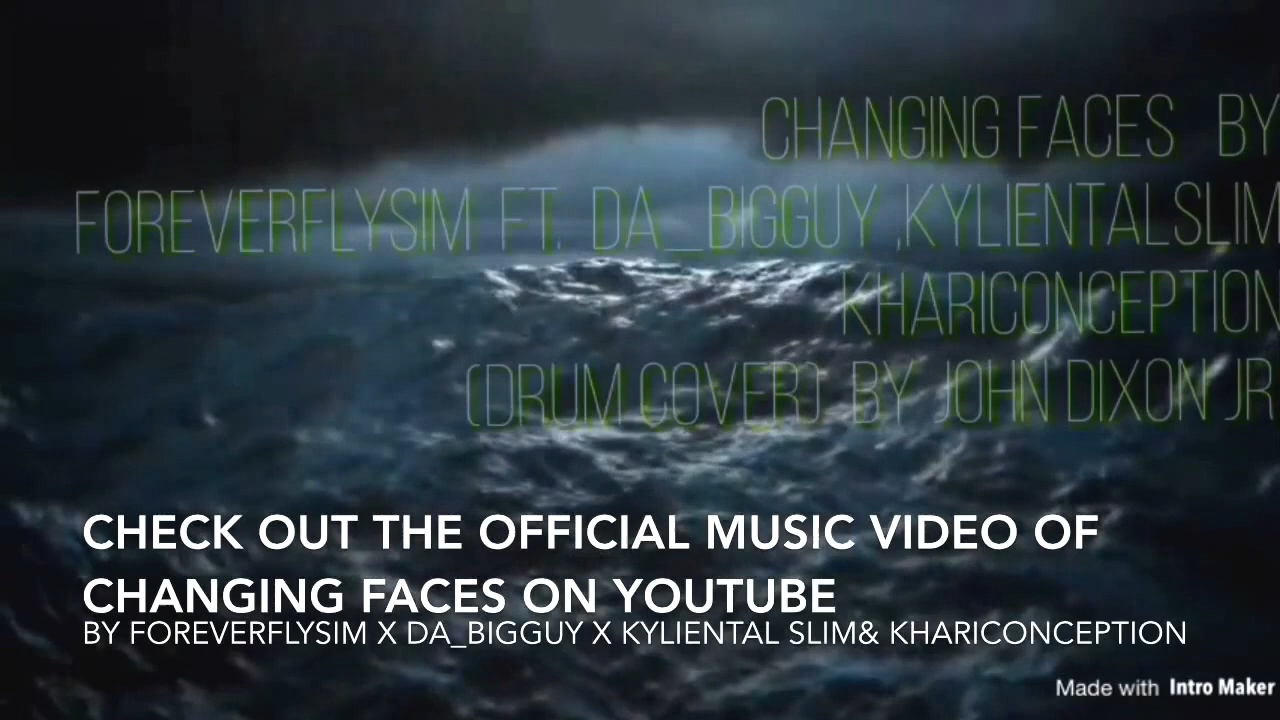 CHANGING FACES BY
FOREVERFLYSIM FT. DA_BIGGUY ,KYLIENTALSLIM
KHARICONCEPTION
(DRUM COVER) BY JOHN DIXON JR
CHECK OUT THE OFFICIAL MUSIC VIDEO OF
CHANGING FACES ON YOUTUBE
BY FOREVERFLYSIM X DA_BIGGUY X KYLIENTAL SLIM& KHARICONCEPTION
Made with Intro Maker